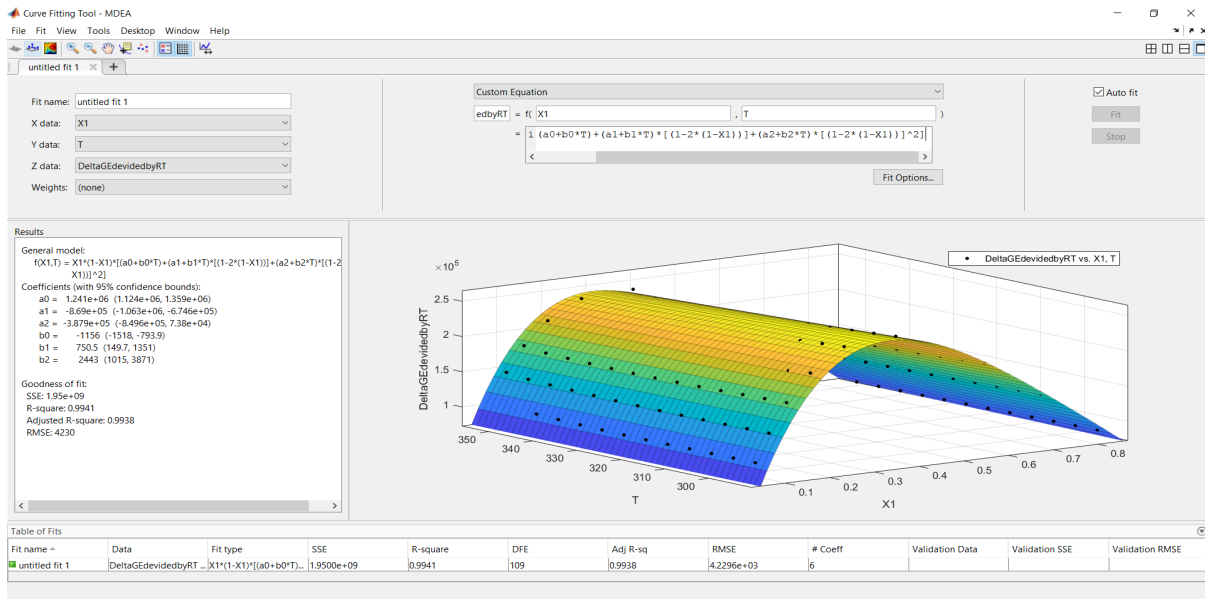 Curve Fitting Tool - MDEA
File Fit View Tools Desktop Window Help
untitled fit 1
Fit name: untitled fit 1
X data: X1
Y data: T
Z data: DeltaGEdevidedbyRT
Weights: (none)
Custom Equation
edbyRT = f( X1 , T )
= 1 (a0+b0*T)+(a1+b1*T)*[(1-2*(1-X1))]+(a2+b2*T)*[(1-2*(1-X1))]^2]
Fit Options...
Auto fit
Fit
Stop
Results
General model:
f(X1,T) = X1*(1-X1)*[(a0+b0*T)+(a1+b1*T)*[(1-2*(1-X1))]+(a2+b2*T)*[(1-2
X1))]^2]
Coefficients (with 95% confidence bounds):
a0 = 1.241e+06 (1.124e+06, 1.359e+06)
a1 = -8.69e+05 (-1.063e+06, -6.746e+05)
a2 = -3.879e+05 (-8.496e+05, 7.38e+04)
b0 = -1156 (-1518, -793.9)
b1 = 750.5 (149.7, 1351)
b2 = 2443 (1015, 3871)
Goodness of fit:
SSE: 1.95e+09
R-square: 0.9941
Adjusted R-square: 0.9938
RMSE: 4230
DeltaGEdevidedbyRT vs. X1, T
×10^5
2.5
2
1.5
1
DeltaGEdevidedbyRT
350
340
330
320
310
300
T
0.1
0.2
0.3
0.4
0.5
0.6
0.7
0.8
X1
Table of Fits
Fit name Data Fit type SSE R-square DFE Adj R-sq RMSE # Coeff Validation Data Validation SSE Validation RMSE
untitled fit 1 DeltaGEdevidedbyRT ... X1*(1-X1)*[(a0+b0*T)... 1.9500e+09 0.9941 109 0.9938 4.2296e+03 6